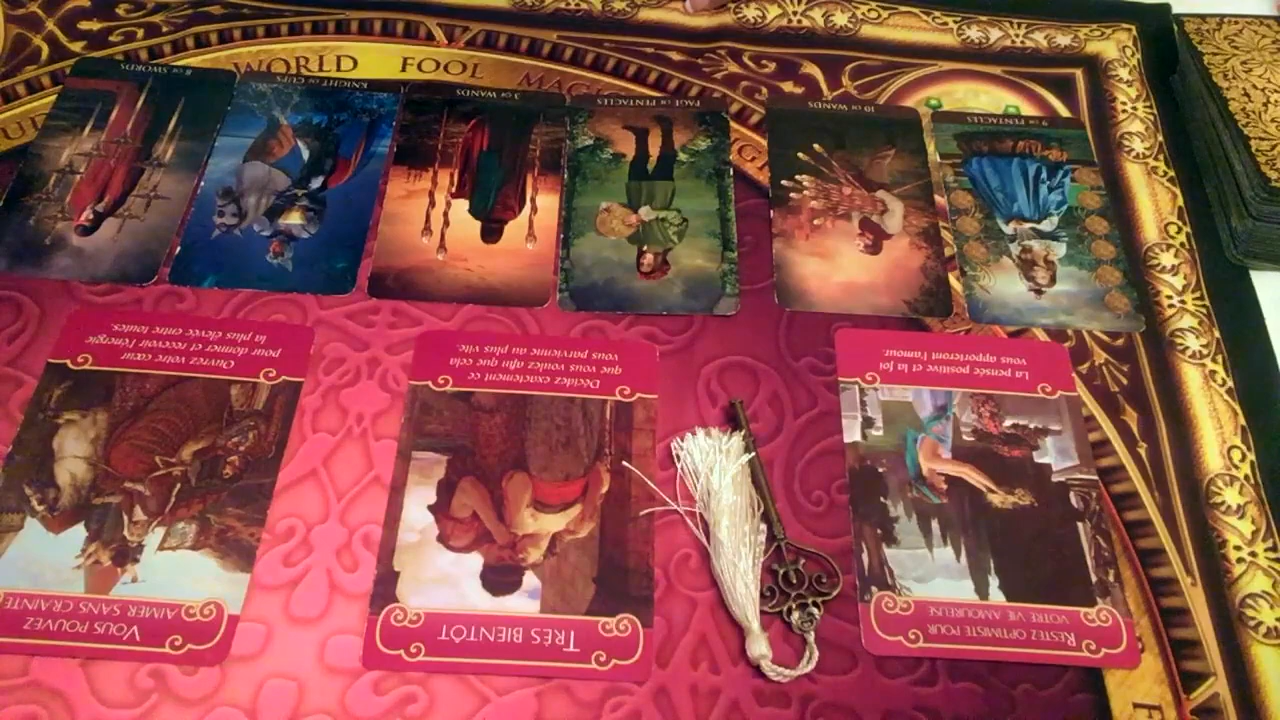 WORLD FOOL MAGIC
8 OF SWORDS
KNIGHT OF CUPS
3 OF WANDS
PAGE OF PENTACLES
10 OF WANDS
9 OF PENTACLES
VOUS POUVEZ
AIMER SANS CRAINTE
Ouvrez votre cœur
pour donner et recevoir l'énergie
la plus élevée entre toutes.
TRÈS BIENTÔT
Décidez exactement ce
que vous voulez afin que cela
vous parvienne au plus vite.
RESTEZ OPTIMISTE POUR
VOTRE VIE AMOUREUSE
La pensée positive et la foi
vous apporteront l'amour.